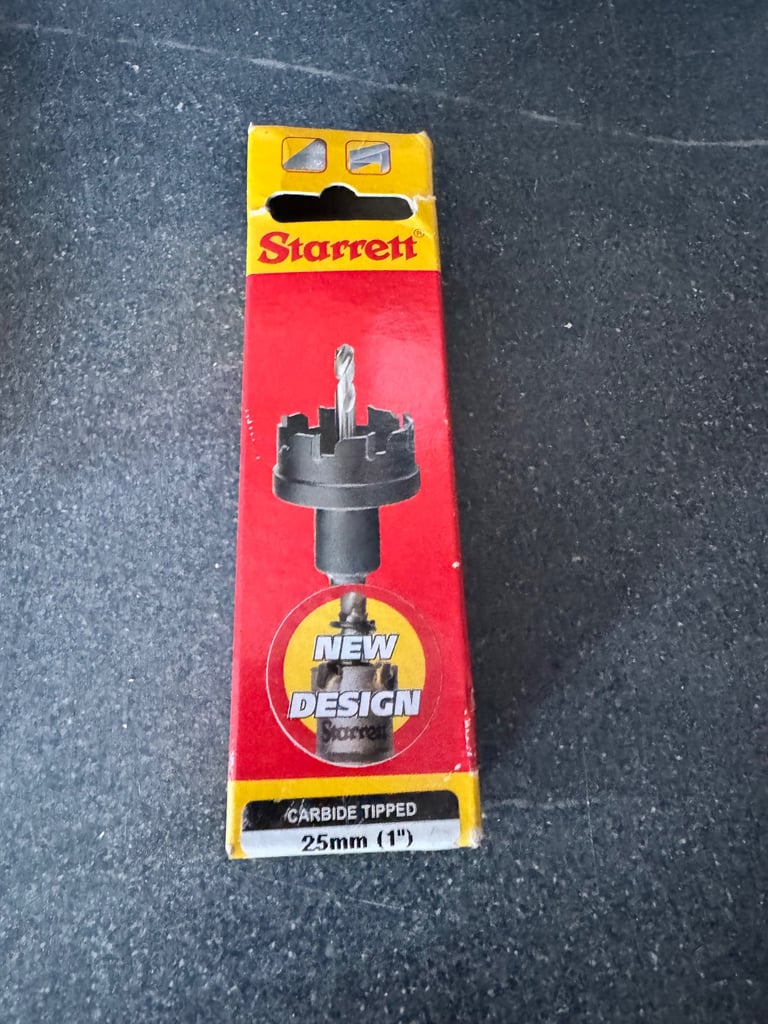 Starrett®
NEW
DESIGN
Starrett
CARBIDE TIPPED
25mm (1")